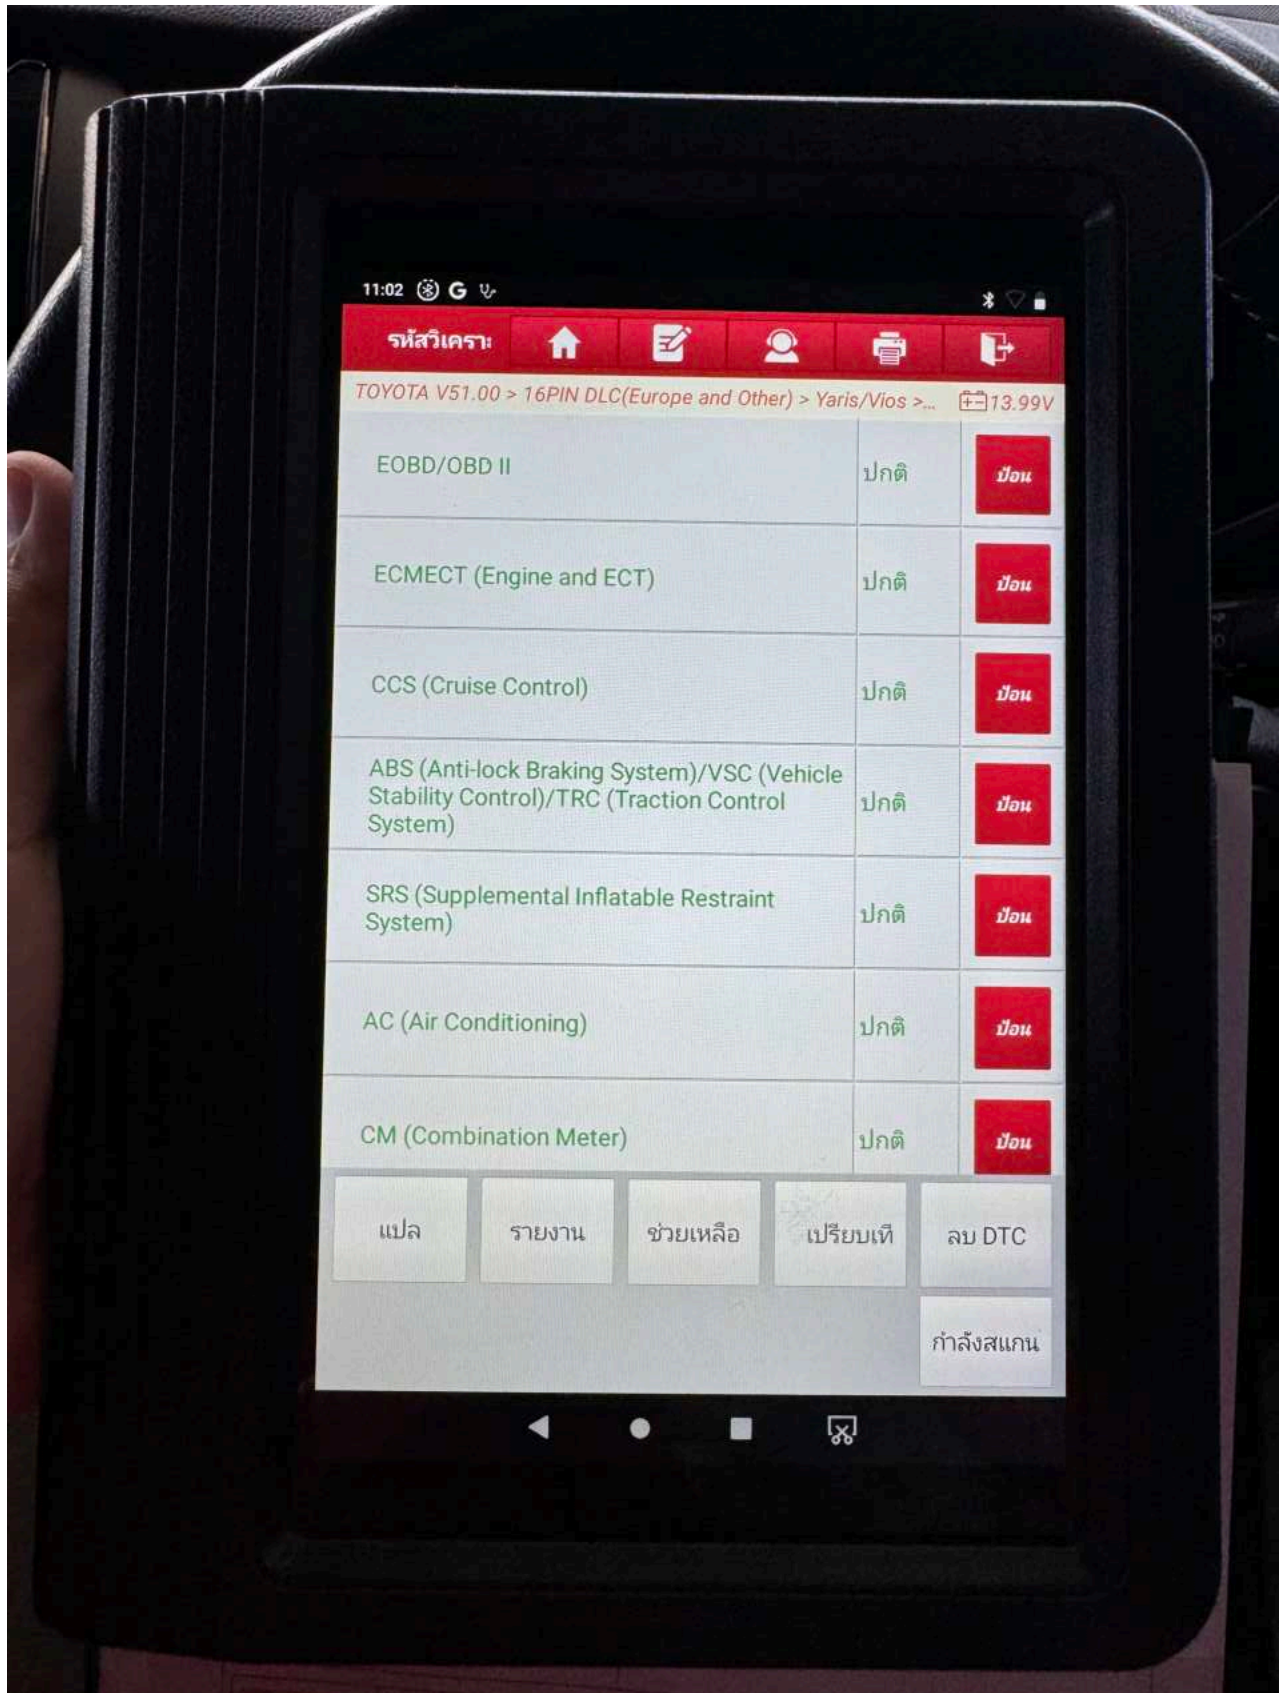 11:02
รหัสวิเคราะ
TOYOTA V51.00 > 16PIN DLC(Europe and Other) > Yaris/Vios >...
13.99V
EOBD/OBD II
ปกติ
ป้อน
ECMECT (Engine and ECT)
ปกติ
ป้อน
CCS (Cruise Control)
ปกติ
ป้อน
ABS (Anti-lock Braking System)/VSC (Vehicle
Stability Control)/TRC (Traction Control
System)
ปกติ
ป้อน
SRS (Supplemental Inflatable Restraint
System)
ปกติ
ป้อน
AC (Air Conditioning)
ปกติ
ป้อน
CM (Combination Meter)
ปกติ
ป้อน
แปล
รายงาน
ช่วยเหลือ
เปรียบเที
ลบ DTC
กำลังสแกน